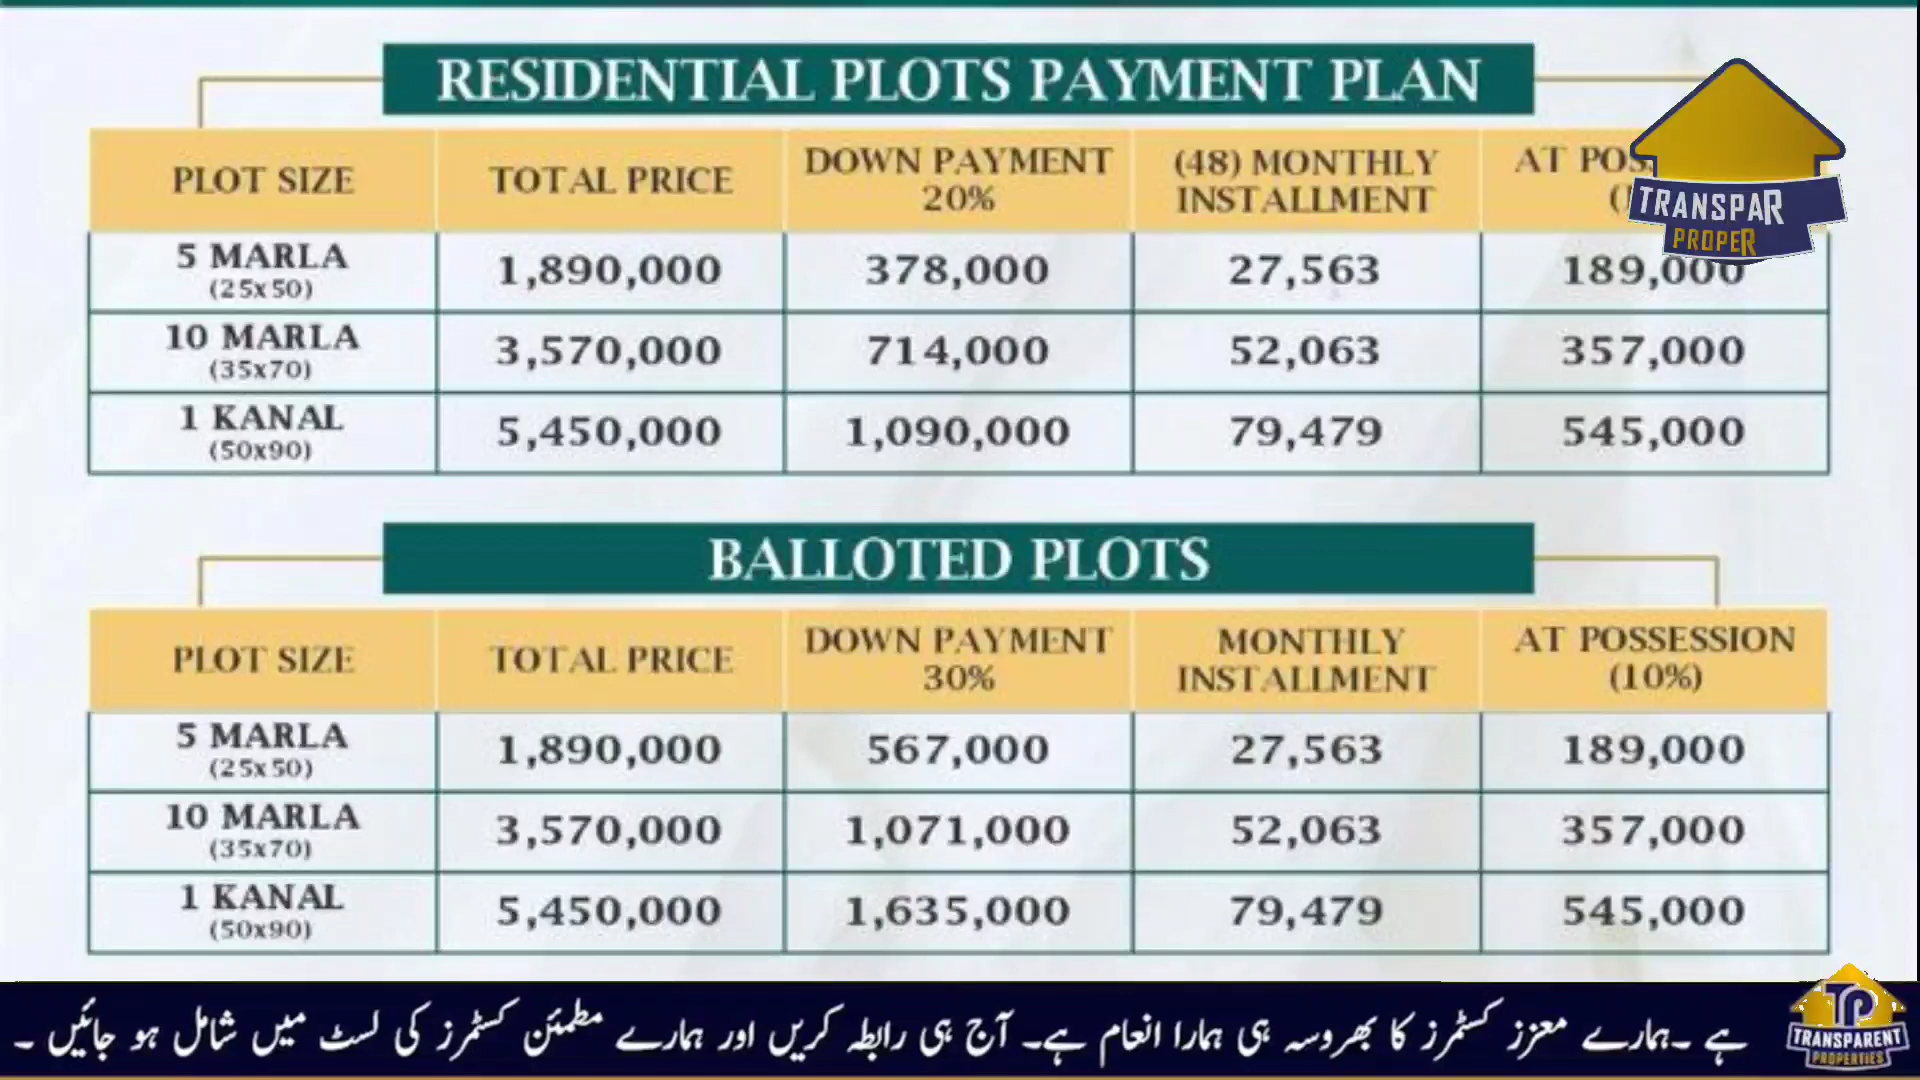 RESIDENTIAL PLOTS PAYMENT PLAN
PLOT SIZE TOTAL PRICE DOWN PAYMENT 20% (48) MONTHLY INSTALLMENT AT
5 MARLA (25x50) 1,890,000 378,000 27,563 189,000
10 MARLA (35x70) 3,570,000 714,000 52,063 357,000
1 KANAL (50x90) 5,450,000 1,090,000 79,479 545,000
TRANSPAR
PROPER
BALLOTED PLOTS
PLOT SIZE TOTAL PRICE DOWN PAYMENT 30% MONTHLY INSTALLMENT AT POSSESSION (10%)
5 MARLA (25x50) 1,890,000 567,000 27,563 189,000
10 MARLA (35x70) 3,570,000 1,071,000 52,063 357,000
1 KANAL (50x90) 5,450,000 1,635,000 79,479 545,000
ہے ۔ہمارے معزز کسٹمرز کا بھروسہ ہی ہمارا انعام ہے۔ آج ہی رابطہ کریں اور ہمارے مطمئن کسٹمرز کی لسٹ میں شامل ہو جائیں ۔
TP
TRANSPARENT
PROPERTIES